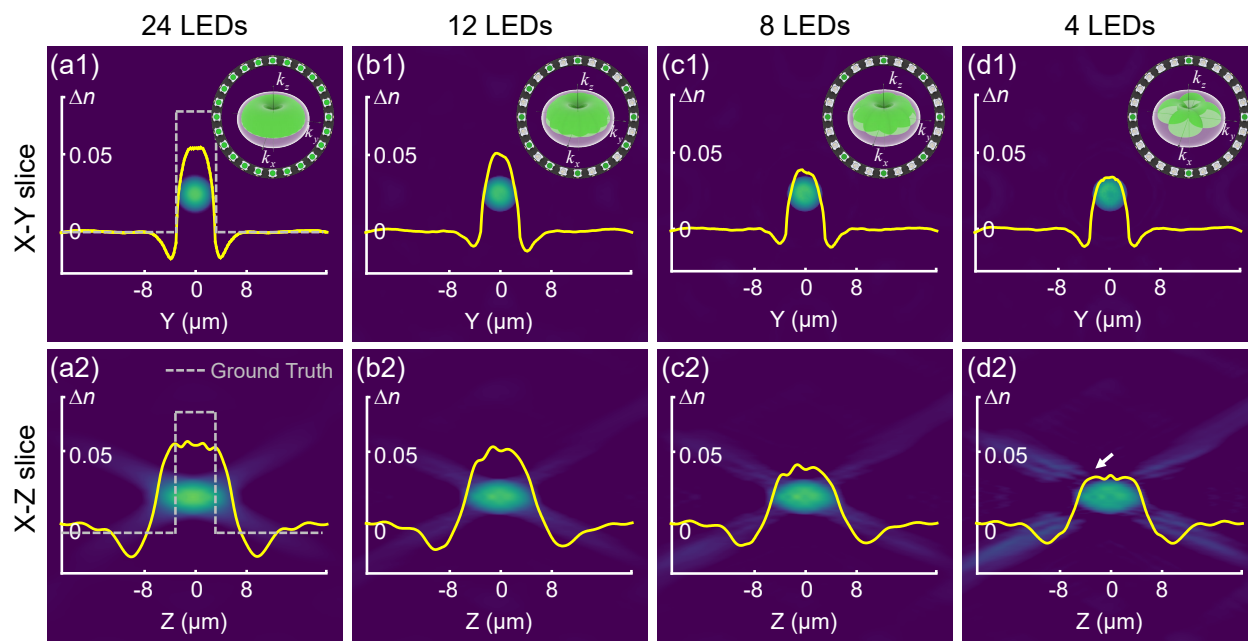 24 LEDs
12 LEDs
8 LEDs
4 LEDs
X-Y slice
(a1)
Δn
0.05
0
-8 0 8
Y (μm)
kz
ky
kx
(b1)
Δn
0.05
0
-8 0 8
Y (μm)
kz
ky
kx
(c1)
Δn
0.05
0
-8 0 8
Y (μm)
kz
ky
kx
(d1)
Δn
0.05
0
-8 0 8
Y (μm)
kz
ky
kx
X-Z slice
(a2)
Ground Truth
Δn
0.05
0
-8 0 8
Z (μm)
(b2)
Δn
0.05
0
-8 0 8
Z (μm)
(c2)
Δn
0.05
0
-8 0 8
Z (μm)
(d2)
Δn
0.05
0
-8 0 8
Z (μm)